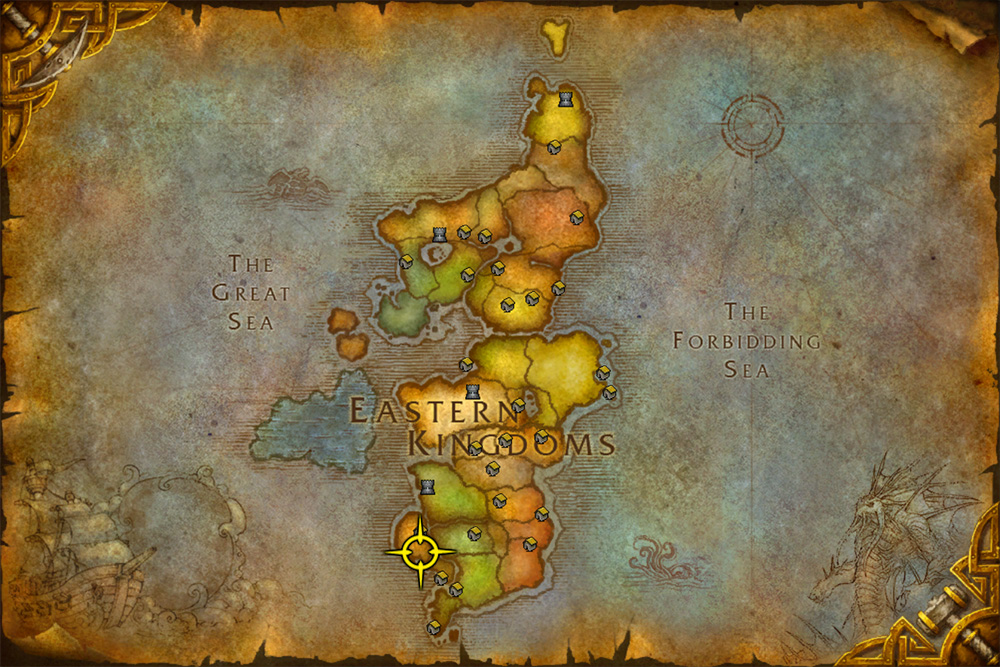 The
Great
Sea
The
Forbidding
Sea
Eastern
Kingdoms